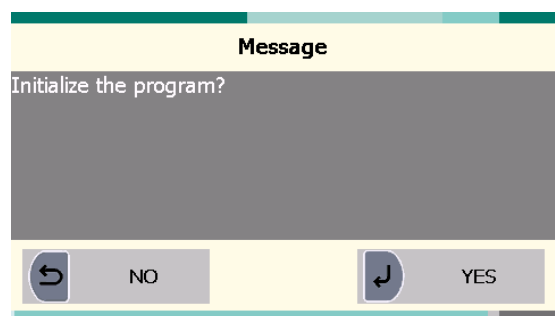 Message
Initialize the program?
NO
YES